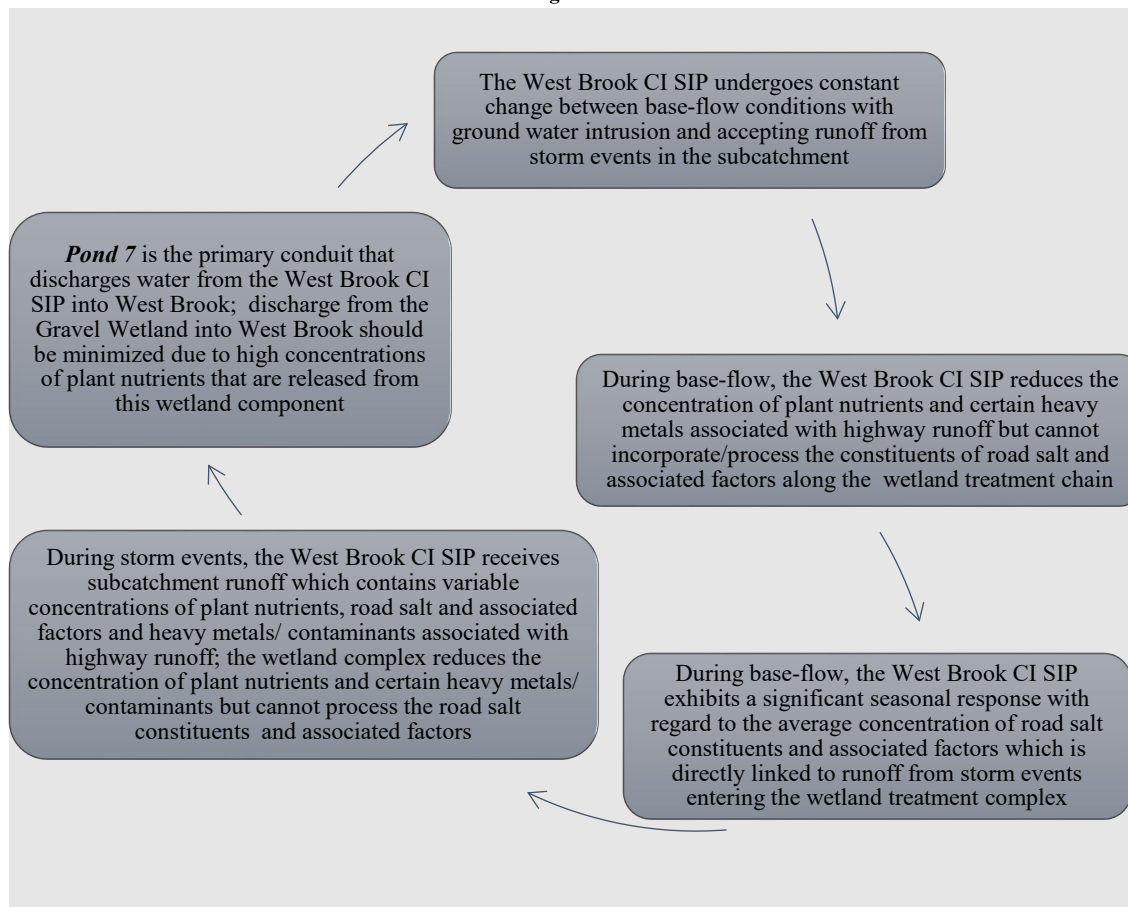 The West Brook CI SIP undergoes constant
change between base-flow conditions with
ground water intrusion and accepting runoff from
storm events in the subcatchment
During base-flow, the West Brook CI SIP reduces the
concentration of plant nutrients and certain heavy
metals associated with highway runoff but cannot
incorporate/process the constituents of road salt and
associated factors along the wetland treatment chain
During base-flow, the West Brook CI SIP
exhibits a significant seasonal response with
regard to the average concentration of road salt
constituents and associated factors which is
directly linked to runoff from storm events
entering the wetland treatment complex
During storm events, the West Brook CI SIP receives
subcatchment runoff which contains variable
concentrations of plant nutrients, road salt and associated
factors and heavy metals/ contaminants associated with
highway runoff; the wetland complex reduces the
concentration of plant nutrients and certain heavy metals/
contaminants but cannot process the road salt
constituents and associated factors
Pond 7 is the primary conduit that
discharges water from the West Brook CI
SIP into West Brook; discharge from the
Gravel Wetland into West Brook should
be minimized due to high concentrations
of plant nutrients that are released from
this wetland component